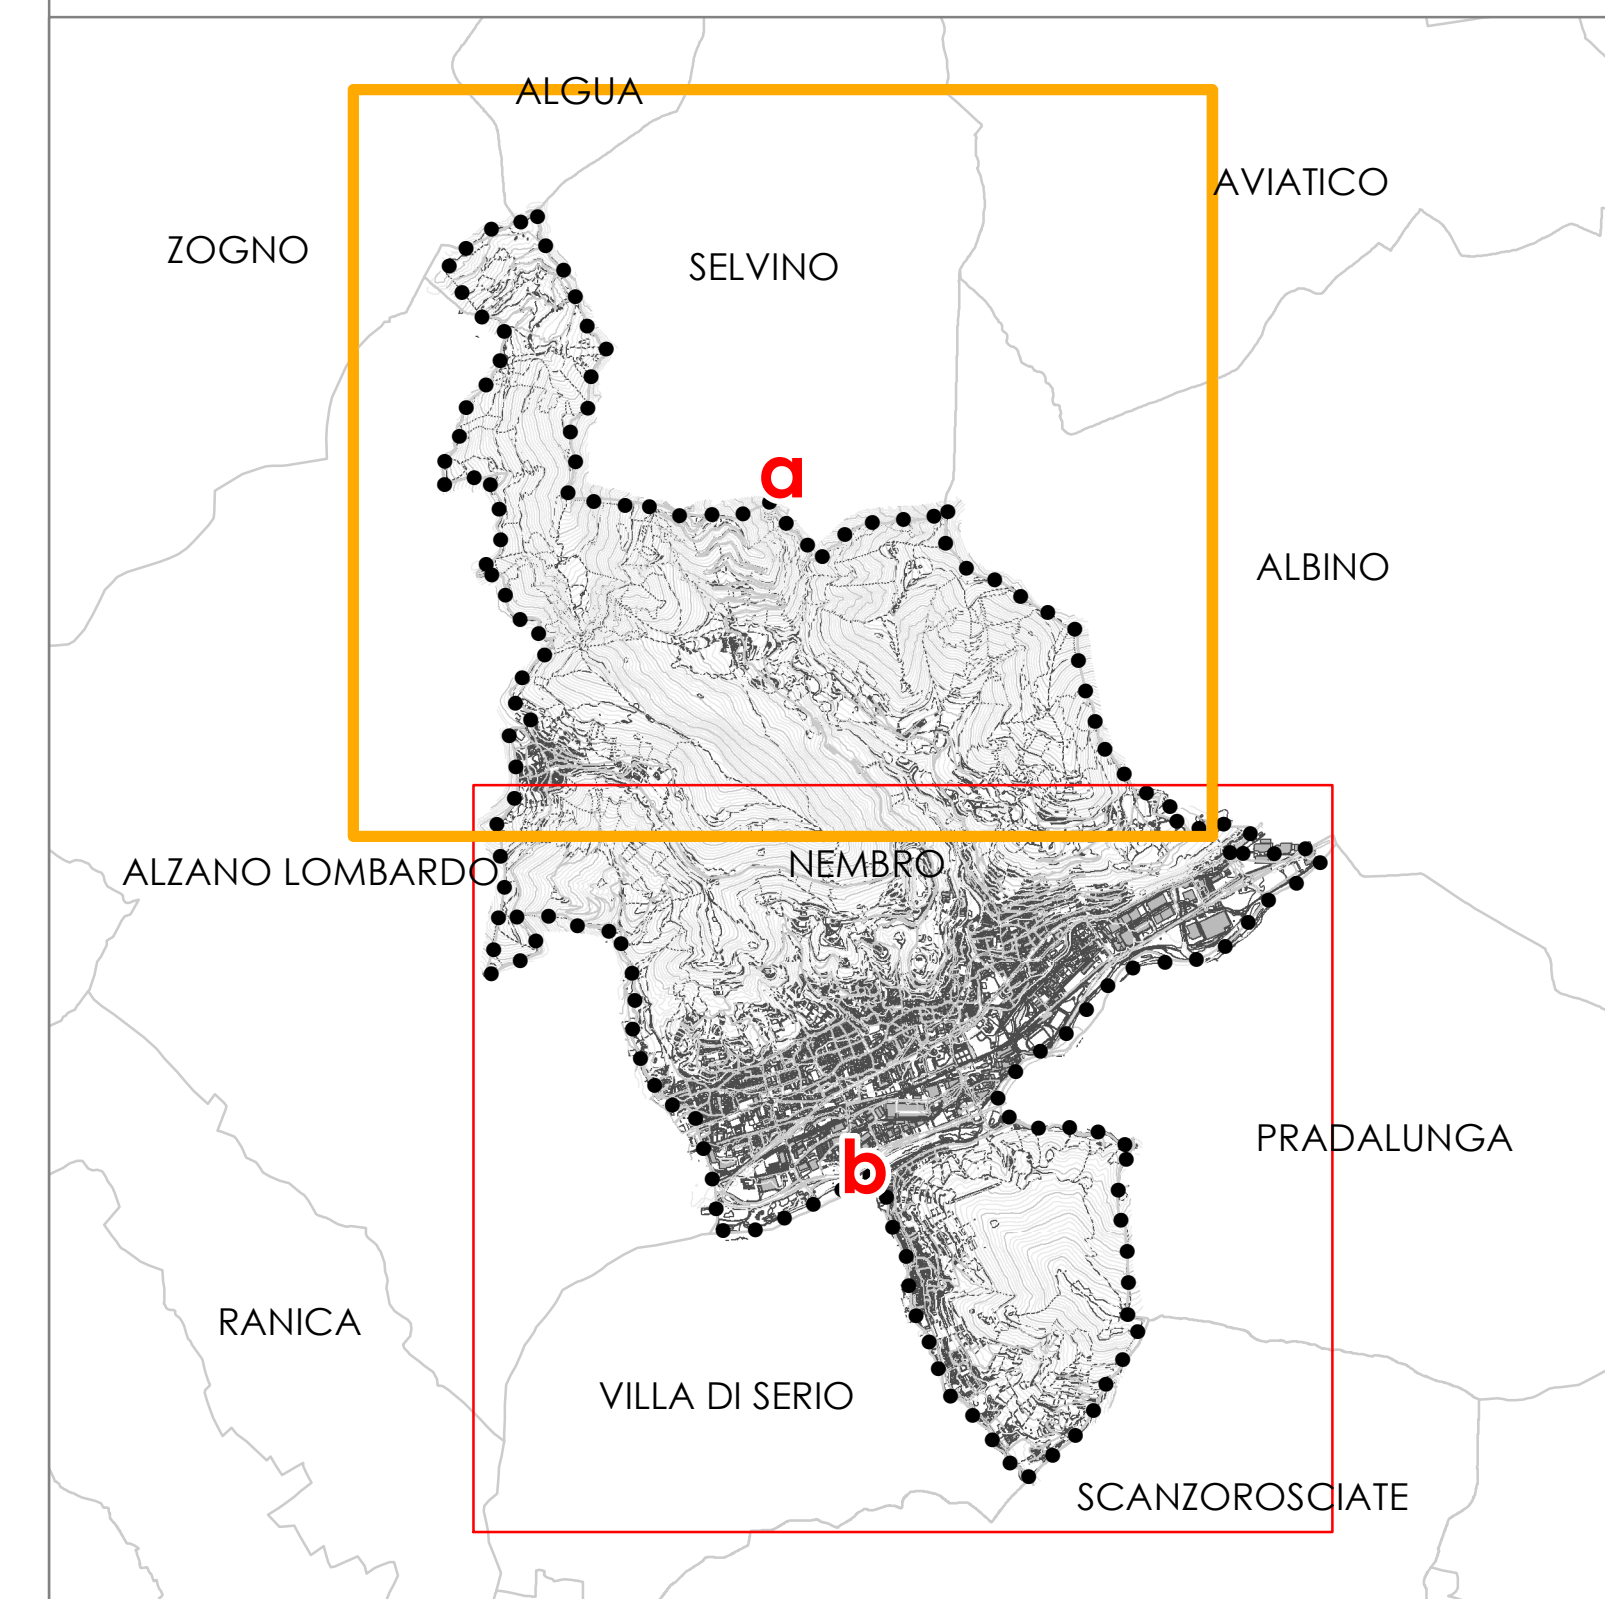 ALGUA
AVIATICO
ZOGNO
SELVINO
a
ALBINO
NEMBRO
ALZANO LOMBARDO
PRADALUNGA
b
RANICA
VILLA DI SERIO
SCANZOROSCIATE